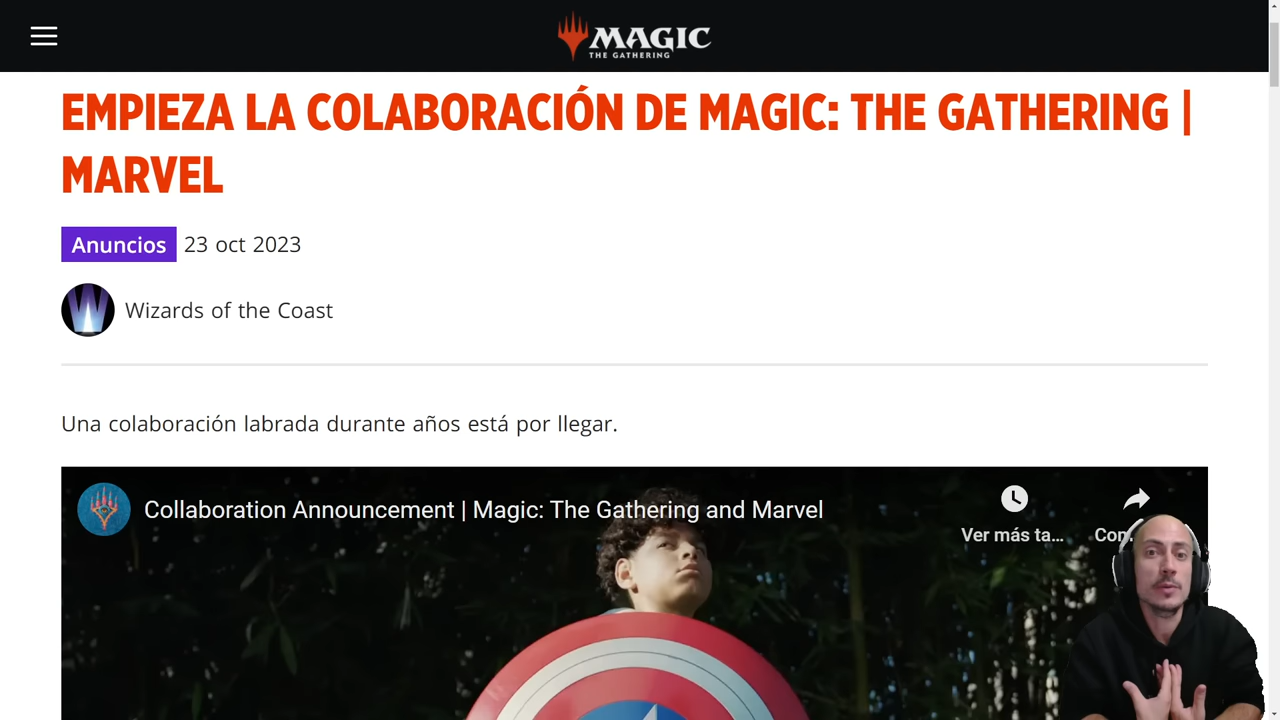 MAGIC
THE GATHERING
EMPIEZA LA COLABORACIÓN DE MAGIC: THE GATHERING |
MARVEL
Anuncios 23 oct 2023
Wizards of the Coast
Una colaboración labrada durante años está por llegar.
Collaboration Announcement | Magic: The Gathering and Marvel
Ver más ta...